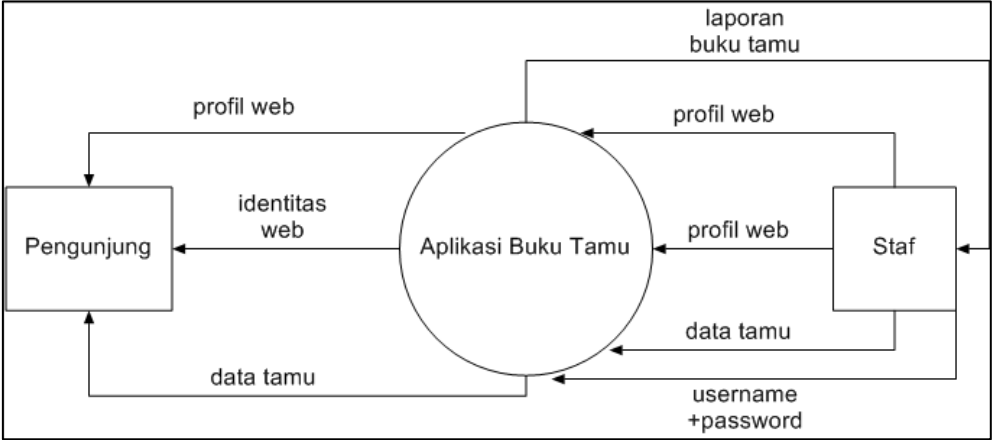 laporan
buku tamu
profil web
profil web
identitas
web
profil web
Pengunjung
Aplikasi Buku Tamu
Staf
data tamu
data tamu
username
+password